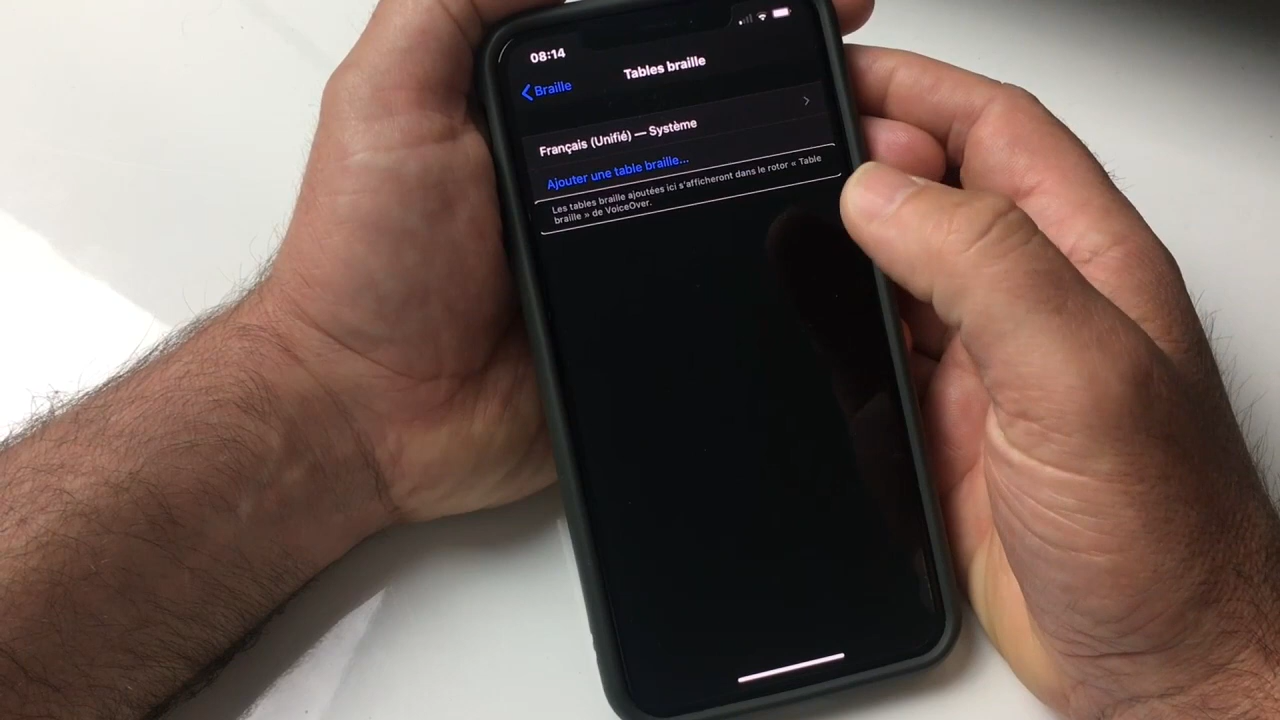 08:14
Braille
Tables braille
Français (Unifié) — Système
Ajouter une table braille...
Les tables braille ajoutées ici s'afficheront dans le rotor « Table
braille » de VoiceOver.